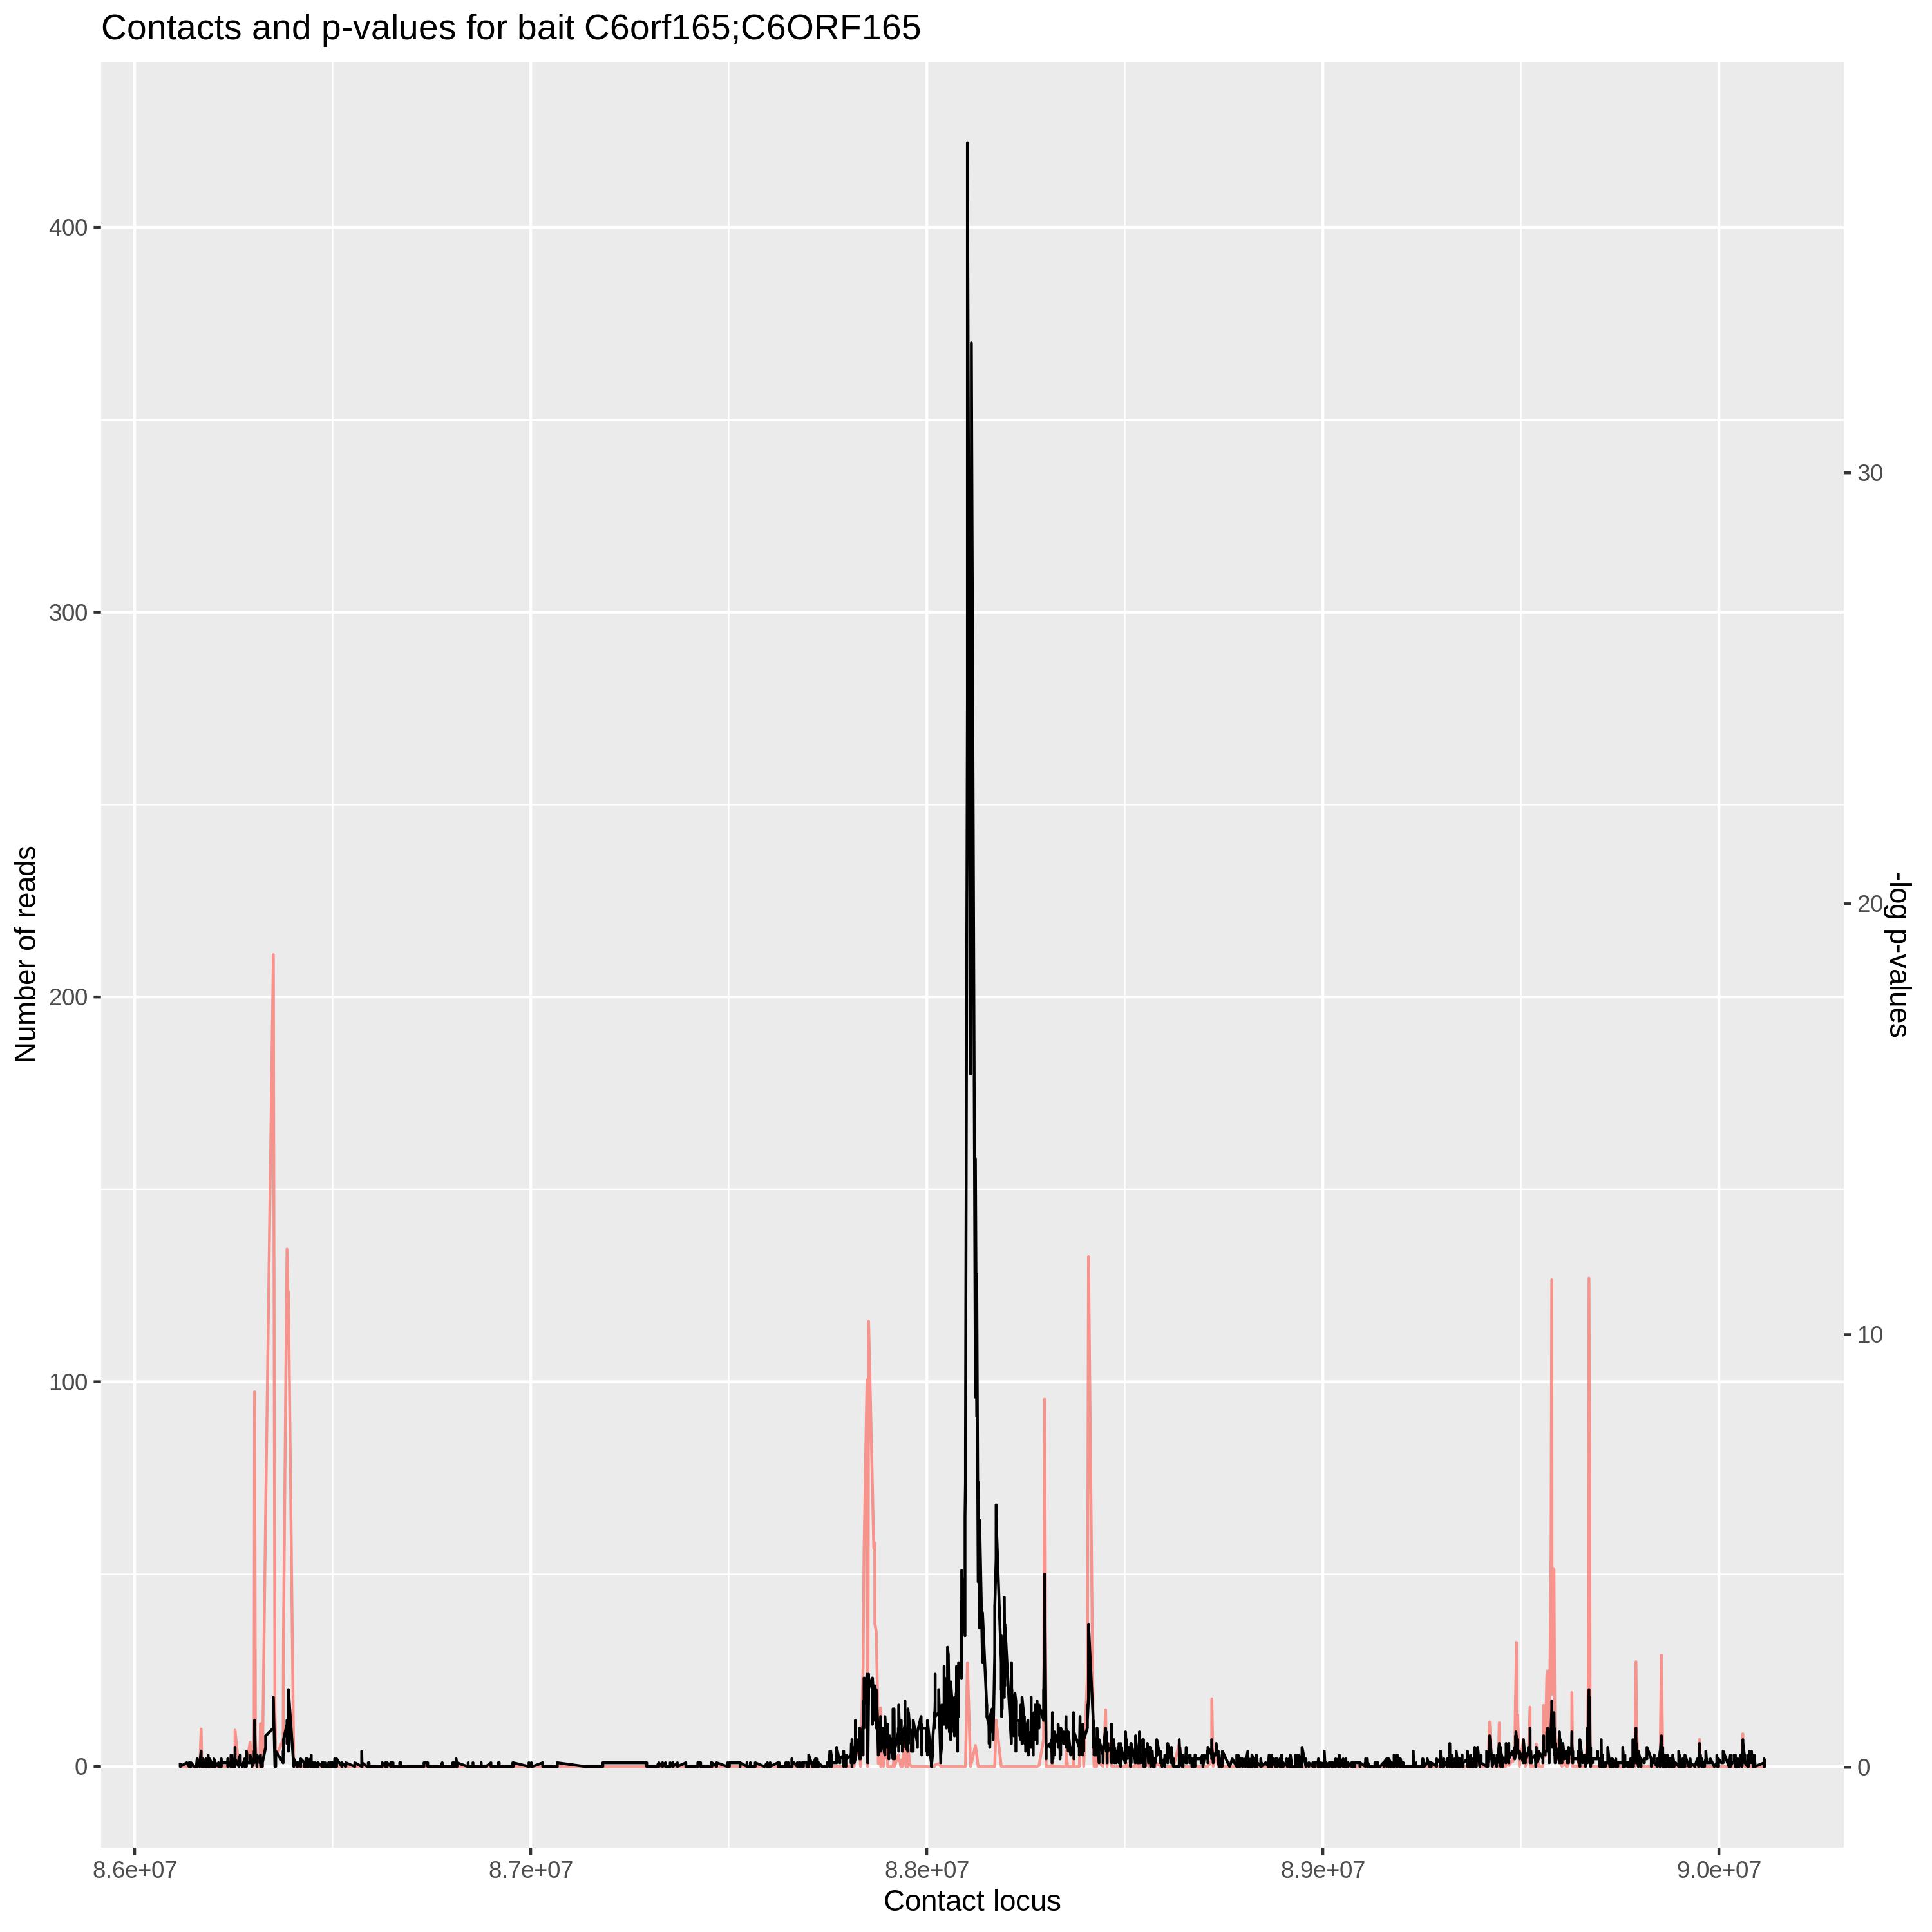 Contacts and p-values for bait C6orf165;C6ORF165
400
300
200
100
0
Number of reads
30
20
10
0
-log p-values
8.6e+07
8.7e+07
8.8e+07
8.9e+07
9.0e+07
Contact locus